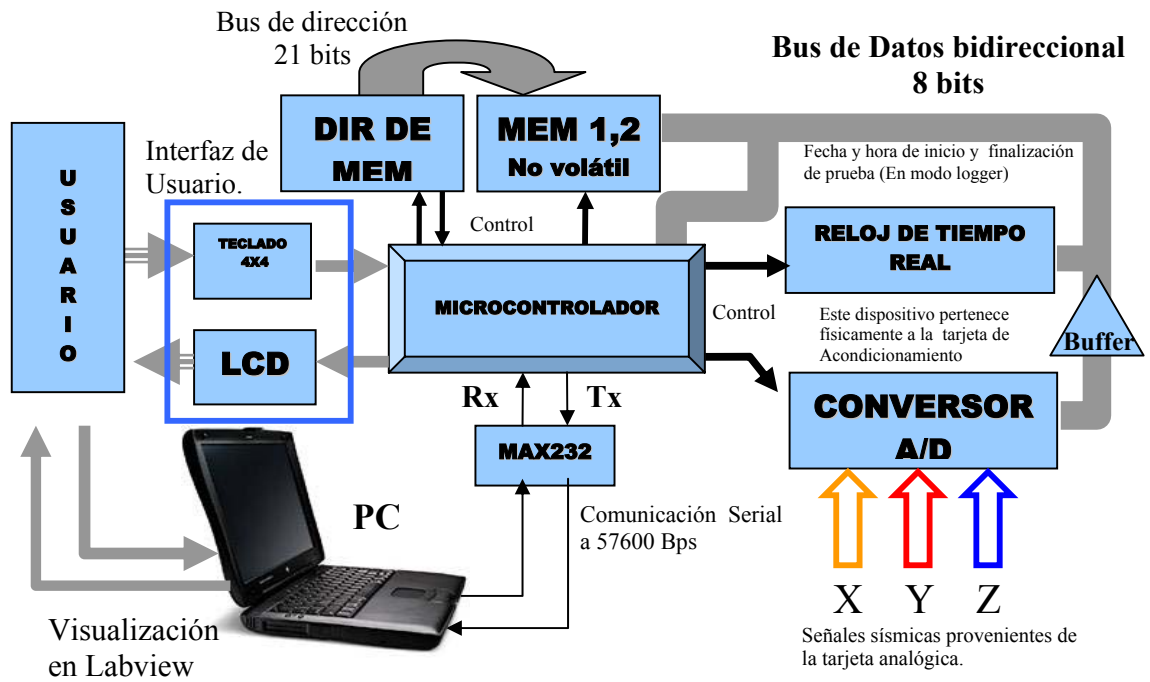 Bus de dirección
21 bits
Bus de Datos bidireccional
8 bits
DIR DE
MEM
MEM 1,2
No volátil
U
S
U
A
R
I
O
Interfaz de
Usuario.
Fecha y hora de inicio y finalización
de prueba (En modo logger)
Control
TECLADO
4X4
RELOJ DE TIEMPO
REAL
MICROCONTROLADOR
Control
Este dispositivo pertenece
físicamente a la tarjeta de
Acondicionamiento
Buffer
LCD
Rx
Tx
CONVERSOR
A/D
MAX232
PC
Comunicación Serial
a 57600 Bps
X
Y
Z
Visualización
en Labview
Señales sísmicas provenientes de
la tarjeta analógica.